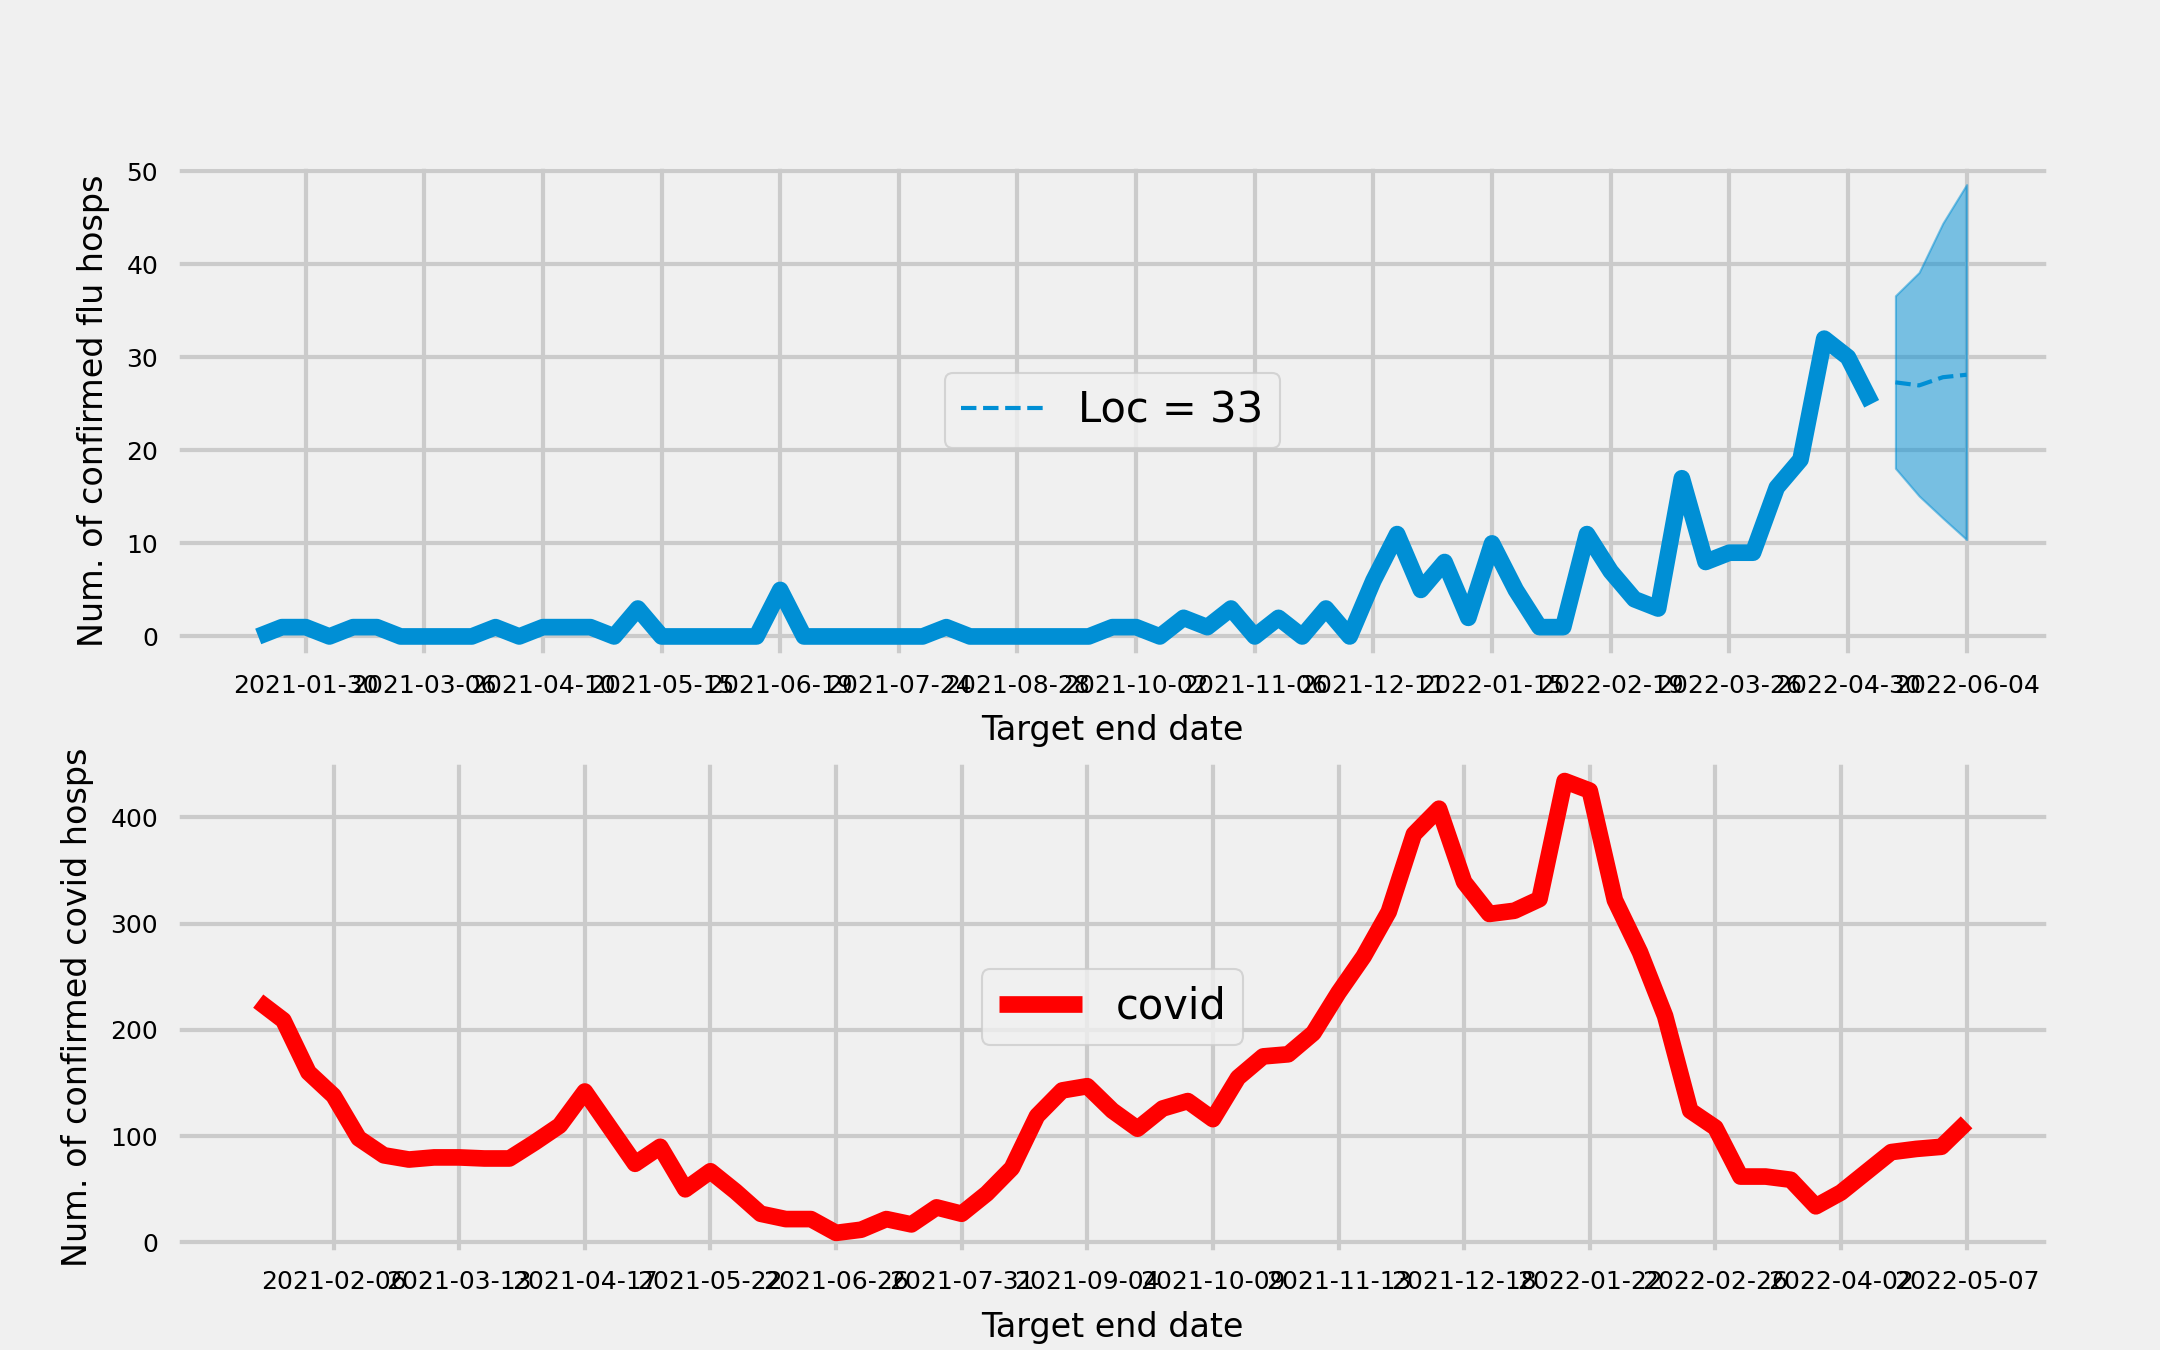 Num. of confirmed flu hosps
50
40
30
20
10
0
Loc = 33
2021-01-30 2021-03-06 2021-04-10 2021-05-15 2021-06-19 2021-07-24 2021-08-28 2021-10-02 2021-11-06 2021-12-11 2022-01-15 2022-02-19 2022-03-26 2022-04-30 2022-06-04
Target end date
Num. of confirmed covid hosps
400
300
200
100
0
covid
2021-02-06 2021-03-13 2021-04-17 2021-05-22 2021-06-26 2021-07-31 2021-09-04 2021-10-09 2021-11-13 2021-12-18 2022-01-22 2022-02-26 2022-04-02 2022-05-07
Target end date